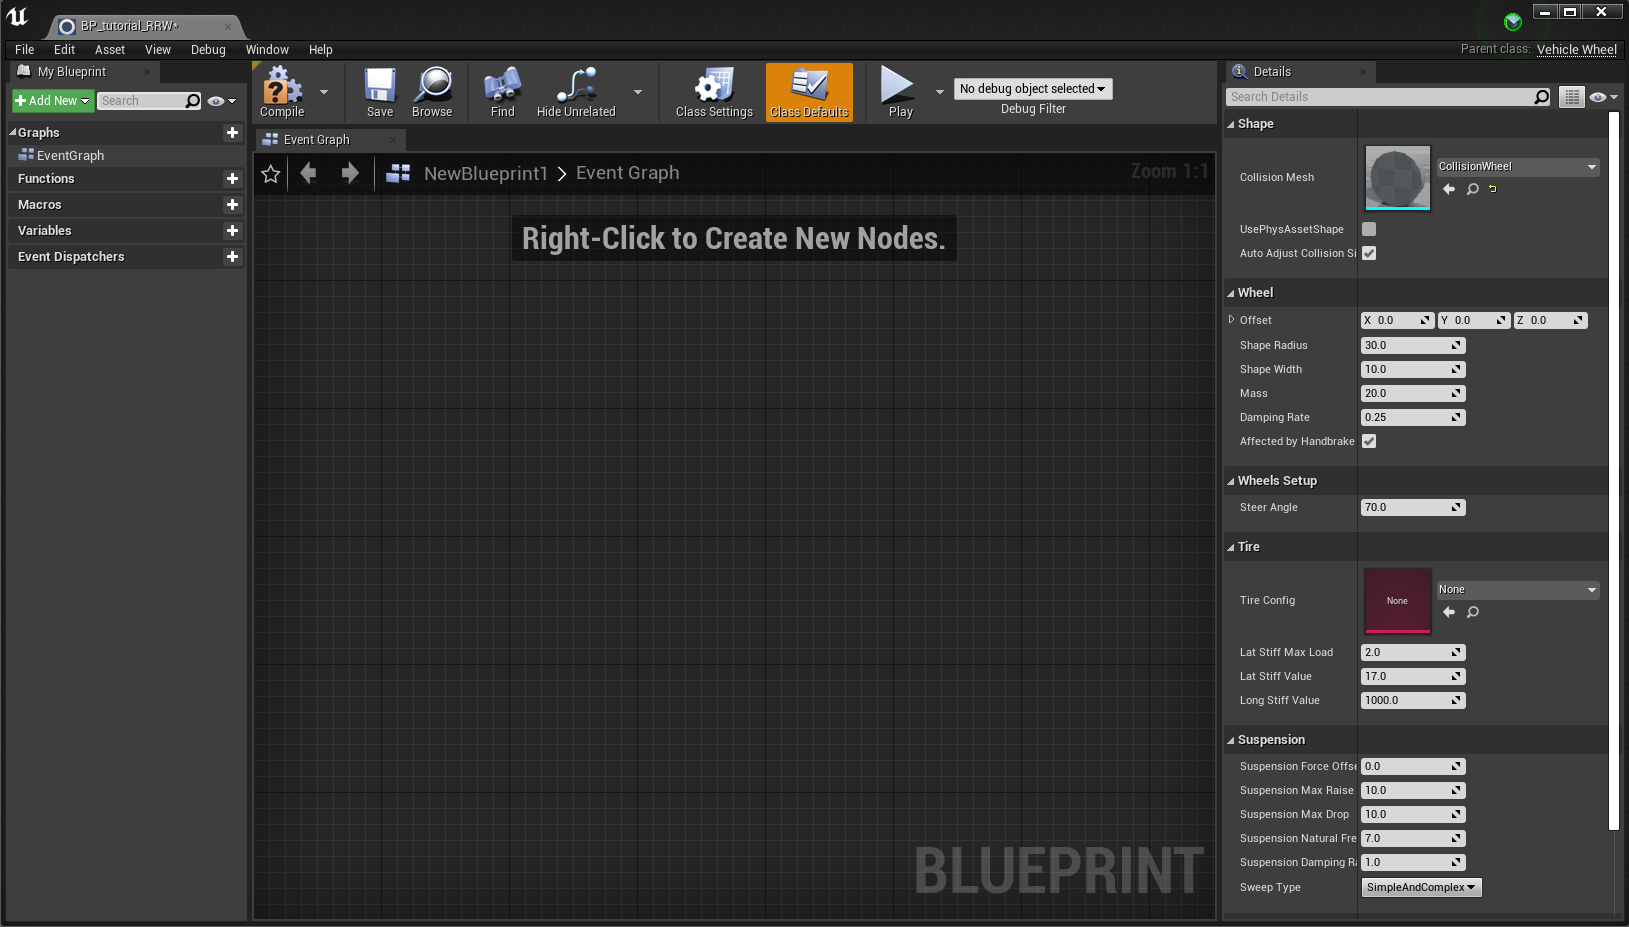 BP_tutorial_RRW*
File Edit Asset View Debug Window Help
Parent class: Vehicle Wheel
My Blueprint
Add New
Search
Graphs
EventGraph
Functions
Macros
Variables
Event Dispatchers
Compile
Save
Browse
Find
Hide Unrelated
Class Settings
Class Defaults
Play
No debug object selected
Debug Filter
Event Graph
NewBlueprint1 > Event Graph
Zoom 1:1
Right-Click to Create New Nodes.
BLUEPRINT
Details
Search Details
Shape
Collision Mesh
CollisionWheel
UsePhysAssetShape
Auto Adjust Collision Si
Wheel
Offset X 0.0 Y 0.0 Z 0.0
Shape Radius 30.0
Shape Width 10.0
Mass 20.0
Damping Rate 0.25
Affected by Handbrake
Wheels Setup
Steer Angle 70.0
Tire
Tire Config
None
None
Lat Stiff Max Load 2.0
Lat Stiff Value 17.0
Long Stiff Value 1000.0
Suspension
Suspension Force Offse 0.0
Suspension Max Raise 10.0
Suspension Max Drop 10.0
Suspension Natural Fre 7.0
Suspension Damping Ra 1.0
Sweep Type SimpleAndComplex